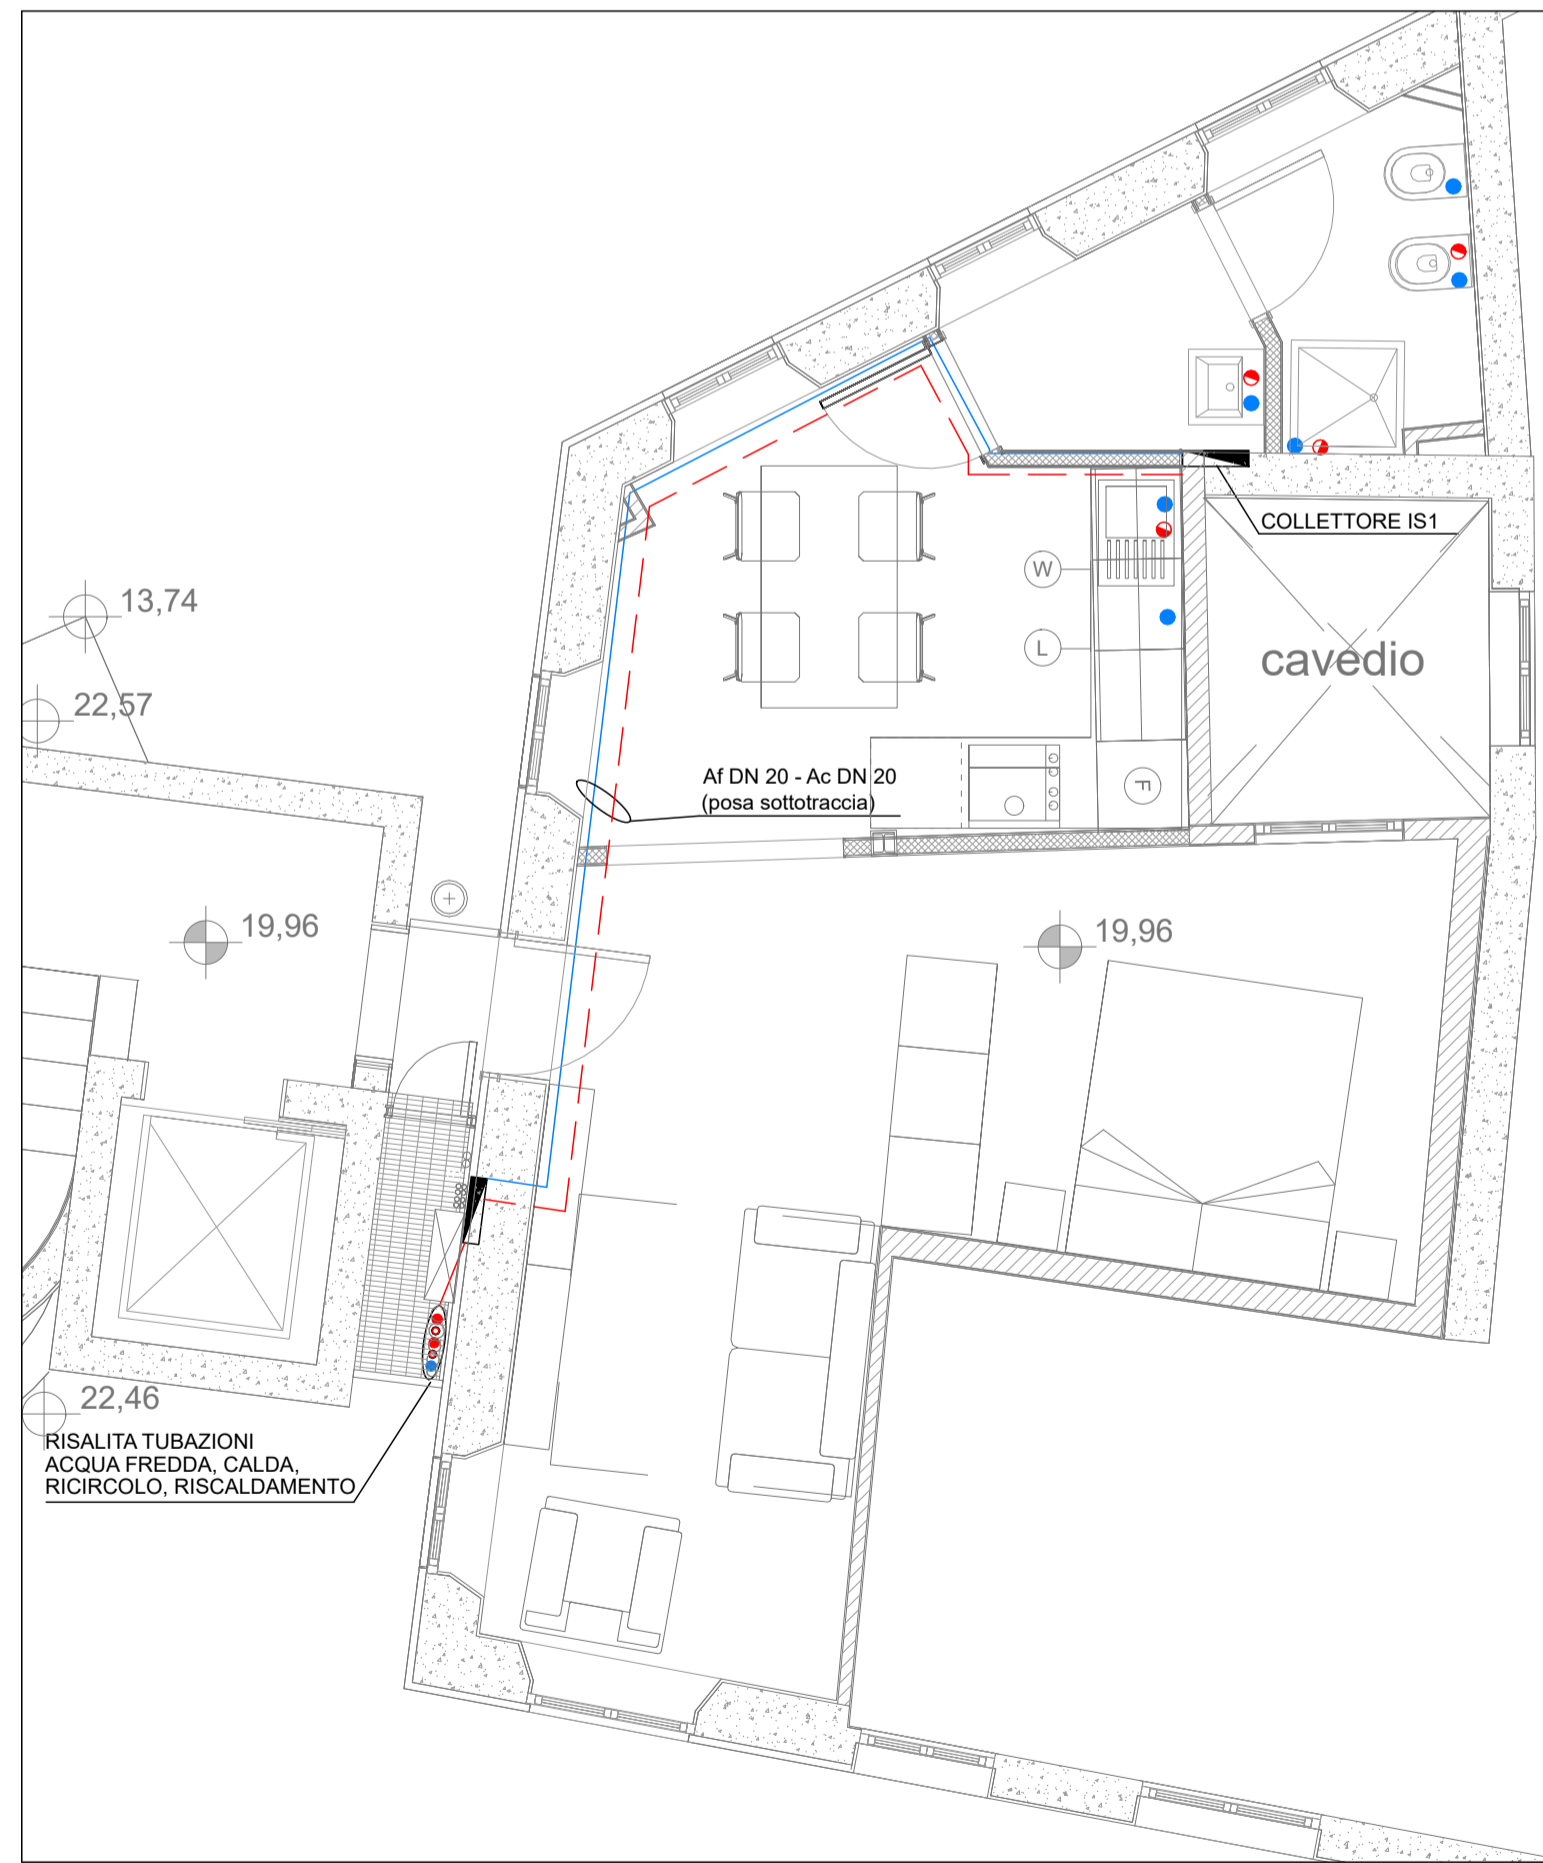 COLLETTORE IS1
W
13,74
L
cavedio
22,57
Af DN 20 - Ac DN 20
(posa sottotraccia)
F
19,96
19,96
22,46
RISALITA TUBAZIONI
ACQUA FREDDA, CALDA,
RICIRCOLO, RISCALDAMENTO